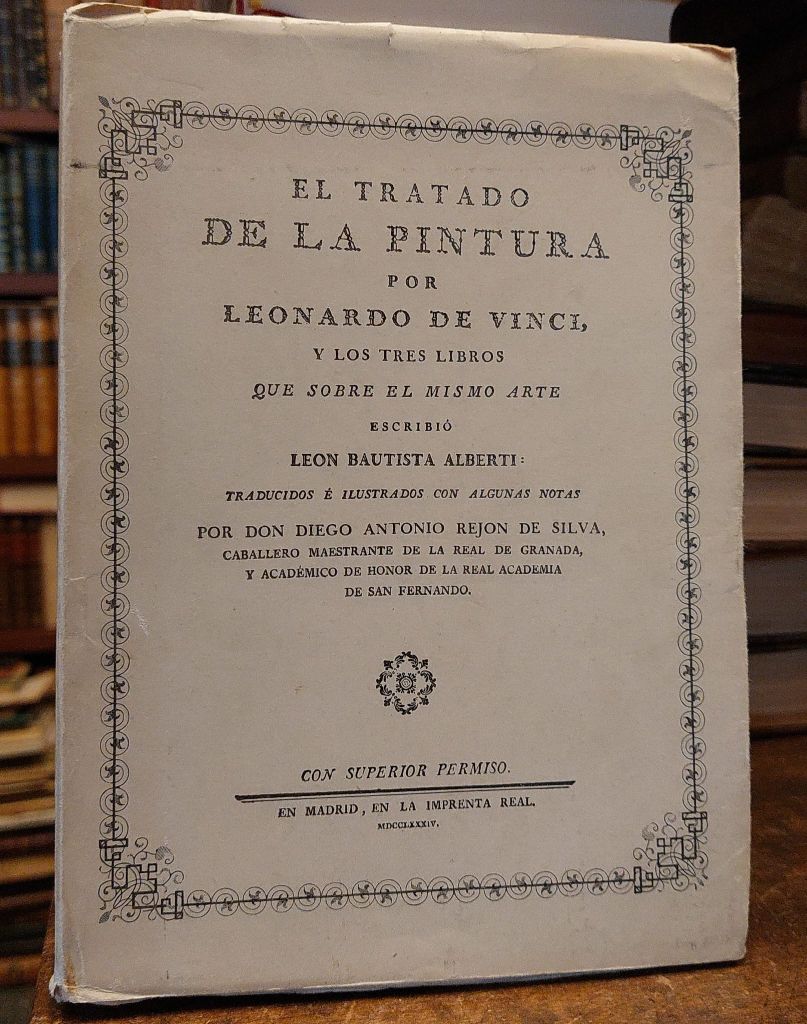 EL TRATADO
DE LA PINTURA
POR
LEONARDO DE VINCI,
Y LOS TRES LIBROS
QUE SOBRE EL MISMO ARTE
ESCRIBIÓ
LEON BAUTISTA ALBERTI:
TRADUCIDOS É ILUSTRADOS CON ALGUNAS NOTAS
POR DON DIEGO ANTONIO REJON DE SILVA,
CABALLERO MAESTRANTE DE LA REAL DE GRANADA,
Y ACADÉMICO DE HONOR DE LA REAL ACADEMIA
DE SAN FERNANDO.
CON SUPERIOR PERMISO.
EN MADRID, EN LA IMPRENTA REAL.
MDCCLXXXIV.